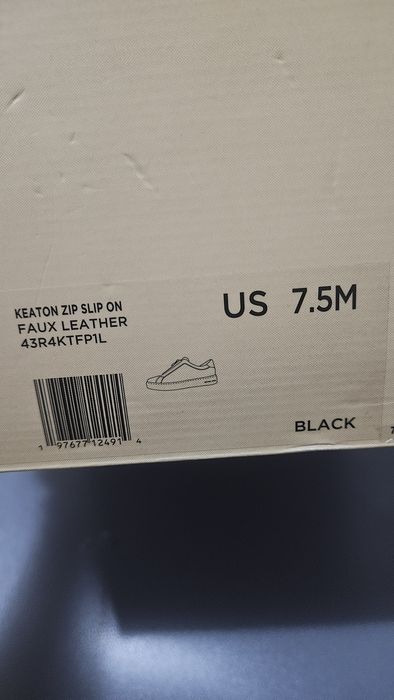 KEATON ZIP SLIP ON
FAUX LEATHER
43R4KTFP1L
US 7.5M
1 97677 12491 4
BLACK